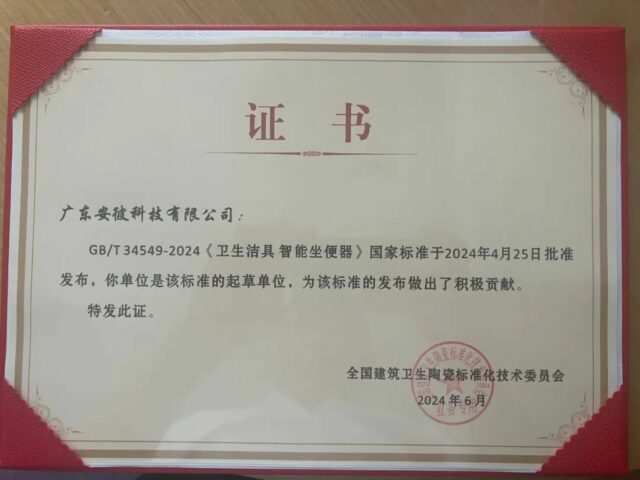 证书
广东安彼科技有限公司：
GB/T 34549-2024《卫生洁具 智能坐便器》国家标准于2024年4月25日批准
发布，你单位是该标准的起草单位，为该标准的发布做出了积极贡献。
特发此证。
全国建筑卫生陶瓷标准化技术委员会
2024年6月